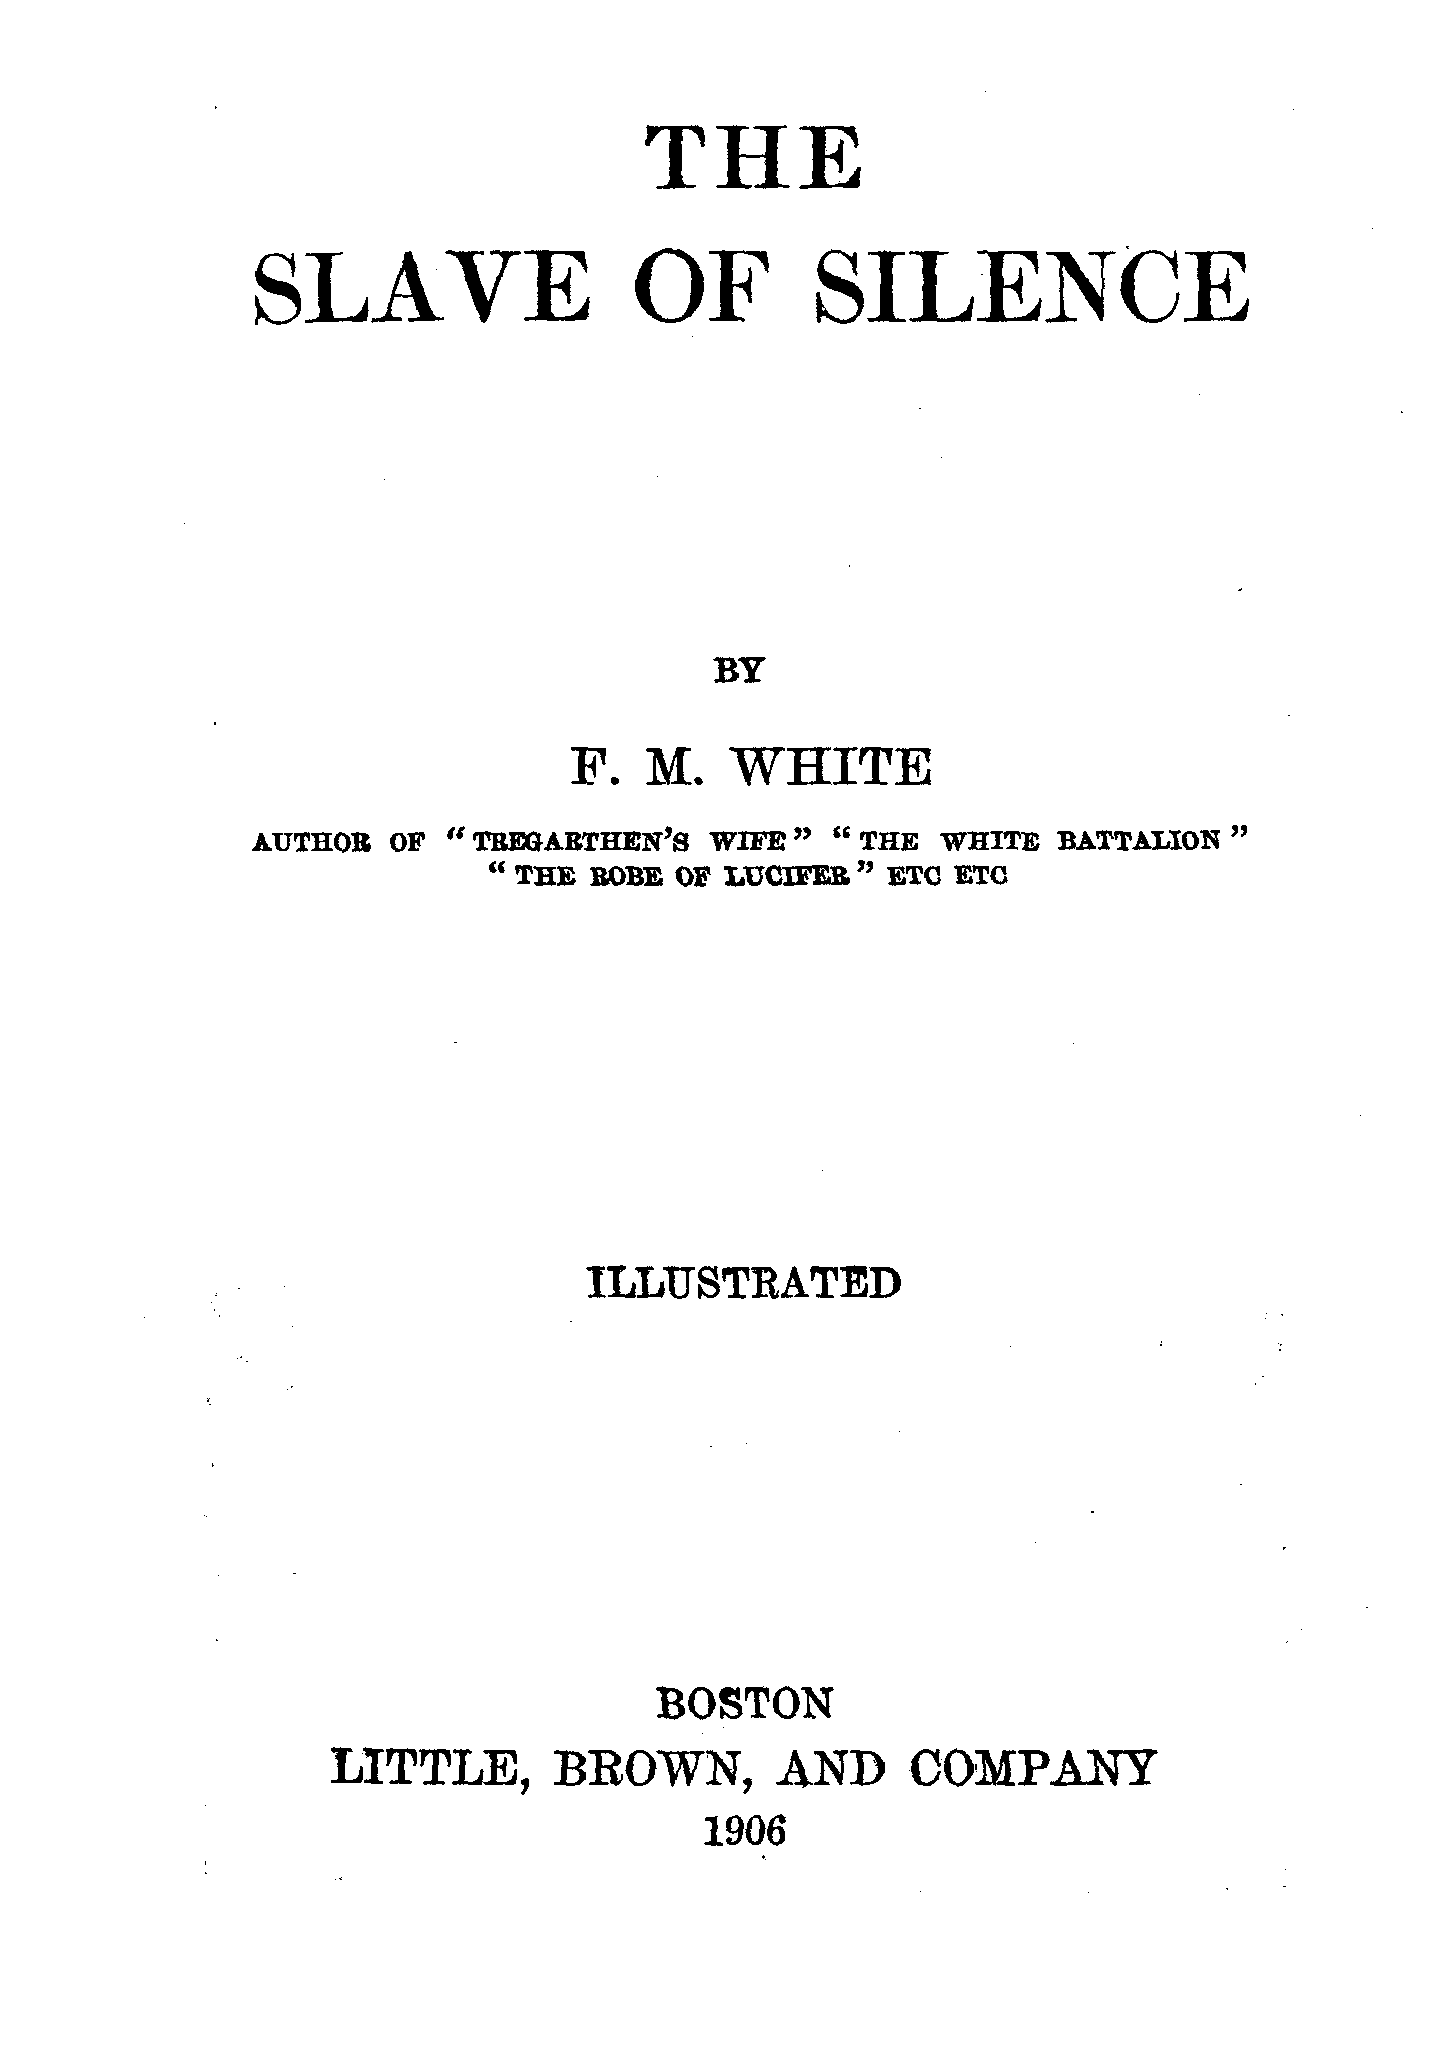 THE
SLAVE OF SILENCE
BY
F. M. WHITE
AUTHOR OF "TREGARTHEN'S WIFE" "THE WHITE BATTALION"
"THE ROBE OF LUCIFER" ETC ETC
ILLUSTRATED
BOSTON
LITTLE, BROWN, AND COMPANY
1906